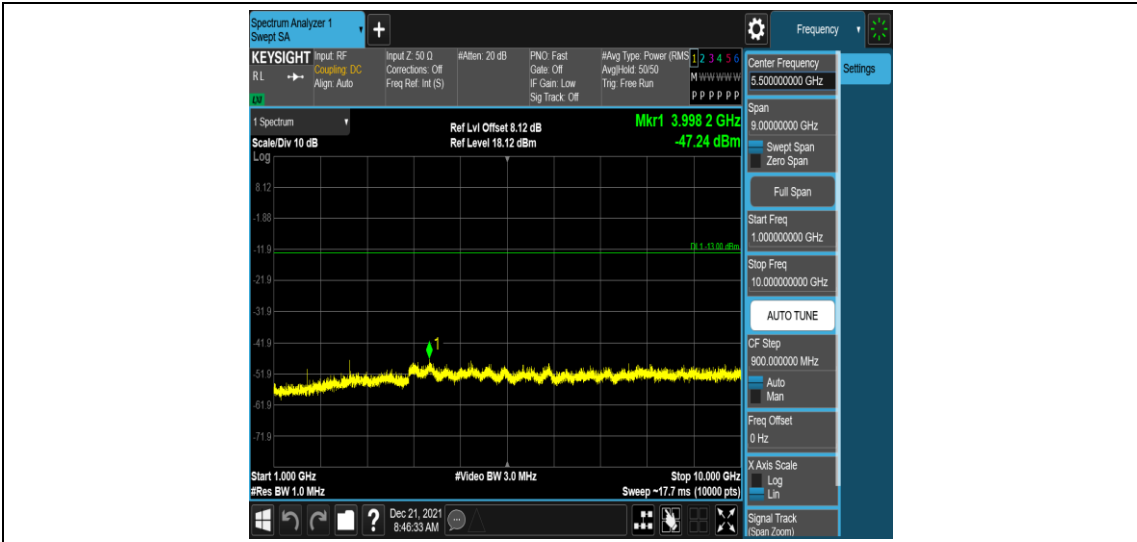 Spectrum Analyzer 1
Swept SA
+
Frequency
KEYSIGHT
RL
LXI
Input: RF
Coupling: DC
Align: Auto
Input Z: 50 Ω
Corrections: Off
Freq Ref: Int (S)
#Atten: 20 dB
PNO: Fast
Gate: Off
IF Gain: Low
Sig Track: Off
#Avg Type: Power (RMS
Avg|Hold: 50/50
Trig: Free Run
1 2 3 4 5 6
M W W W W W
P P P P P P
1 Spectrum
Scale/Div 10 dB
Log
Ref Lvl Offset 8.12 dB
Ref Level 18.12 dBm
Mkr1 3.998 2 GHz
-47.24 dBm
8.12
-1.88
-11.9
DL1 -13.00 dBm
-21.9
-31.9
-41.9
1
-51.9
-61.9
-71.9
Start 1.000 GHz
#Video BW 3.0 MHz
Stop 10.000 GHz
#Res BW 1.0 MHz
Sweep ~17.7 ms (10000 pts)
?
Dec 21, 2021
8:46:33 AM
Center Frequency
5.500000000 GHz
Settings
Span
9.00000000 GHz
Swept Span
Zero Span
Full Span
Start Freq
1.000000000 GHz
Stop Freq
10.000000000 GHz
AUTO TUNE
CF Step
900.000000 MHz
Auto
Man
Freq Offset
0 Hz
X Axis Scale
Log
Lin
Signal Track
(Span Zoom)